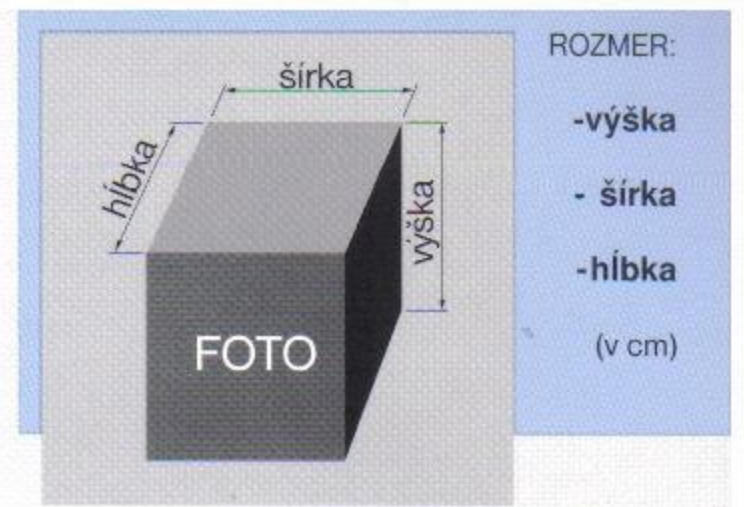 ROZMER:
šírka
-výška
hĺbka
výška
- šírka
-hĺbka
FOTO
(v cm)